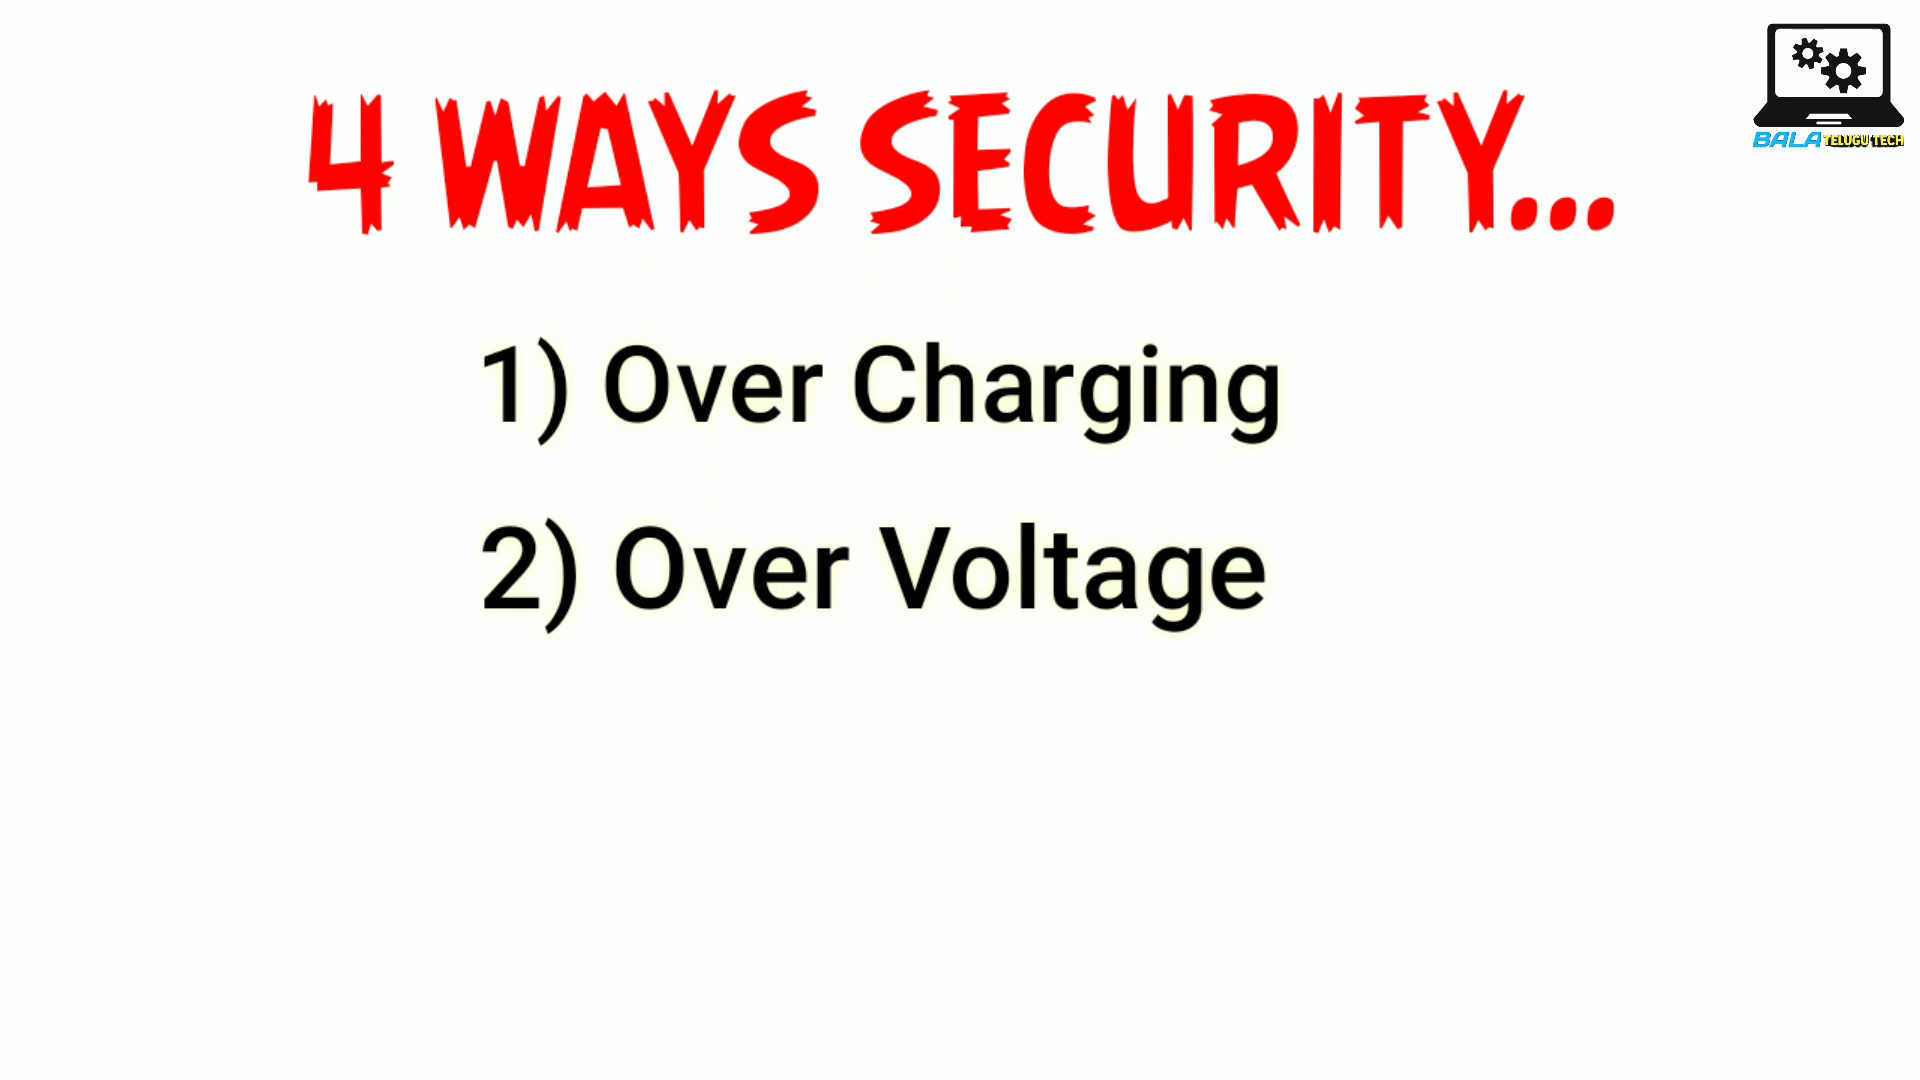 4 WAYS SECURITY...
1) Over Charging
2) Over Voltage
BALA TELUGU TECH